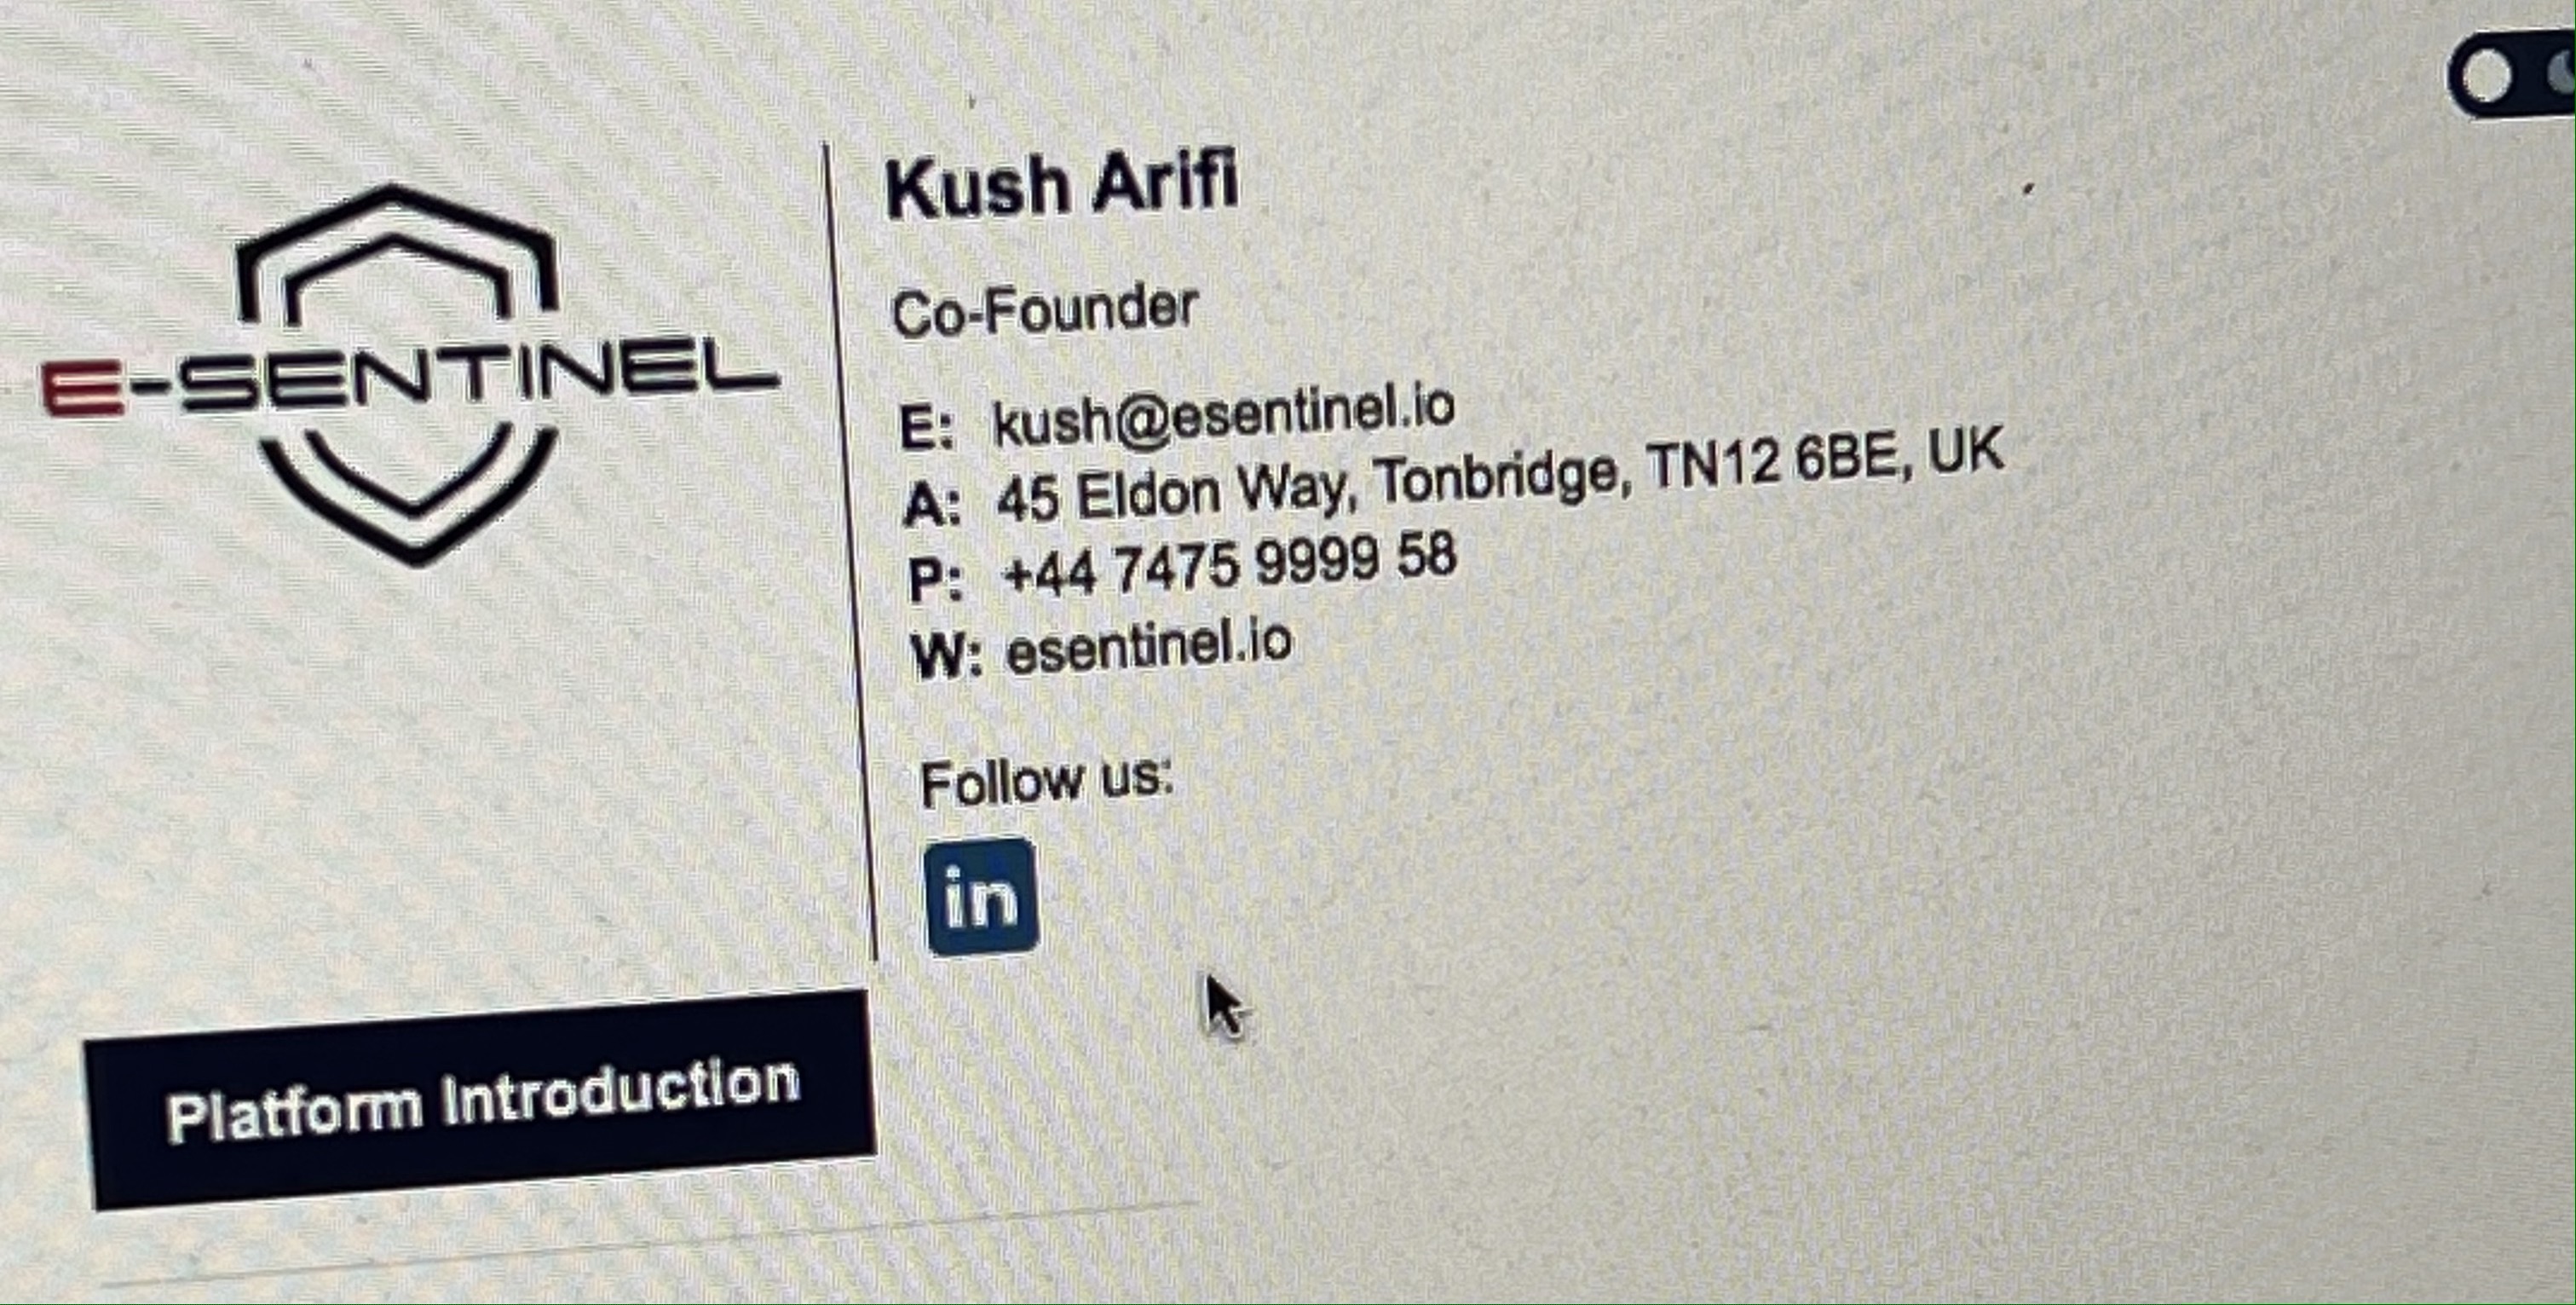 E-SENTINEL
Kush Arifi
Co-Founder
E: kush@esentinel.io
A: 45 Eldon Way, Tonbridge, TN12 6BE, UK
P: +44 7475 9999 58
W: esentinel.io
Follow us:
in
Platform Introduction